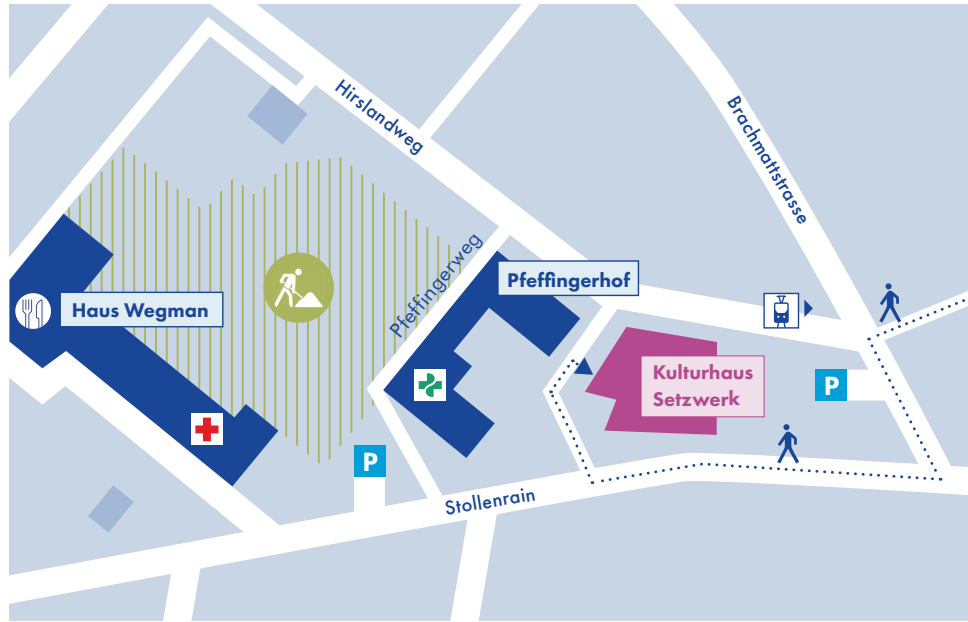 Hirslandweg
Brachmattstrasse
Pfeffingerweg
Pfeffingerhof
Haus Wegman
Kulturhaus
Setzwerk
P
P
Stollenrain